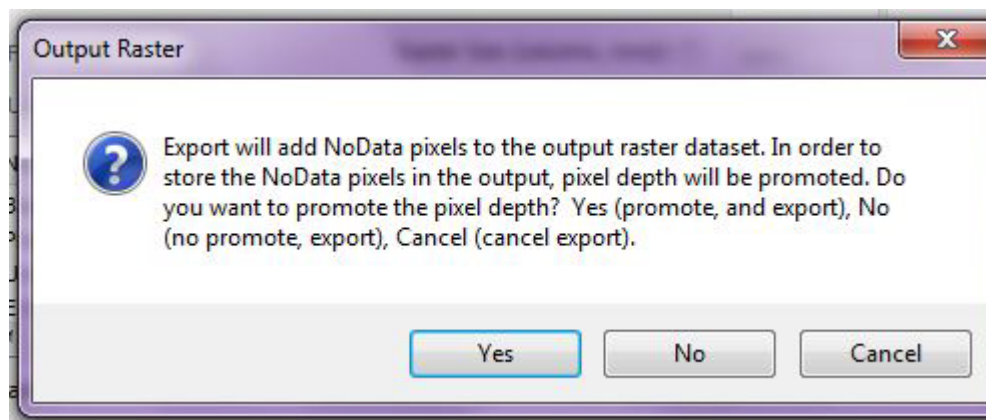 Output Raster
Export will add NoData pixels to the output raster dataset. In order to
store the NoData pixels in the output, pixel depth will be promoted. Do
you want to promote the pixel depth?  Yes (promote, and export), No
(no promote, export), Cancel (cancel export).
Yes No Cancel